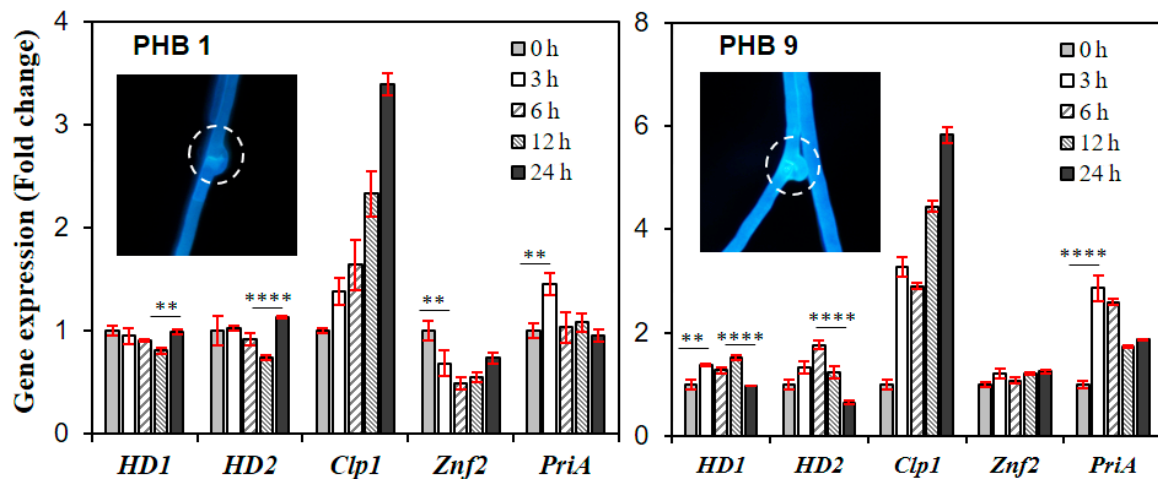 Gene expression (Fold change)
4
3
2
1
0
PHB 1
0 h
3 h
6 h
12 h
24 h
**
****
**
**
HD1 HD2 Clp1 Znf2 PriA
8
6
4
2
0
PHB 9
0 h
3 h
6 h
12 h
24 h
** ****
****
****
HD1 HD2 Clp1 Znf2 PriA